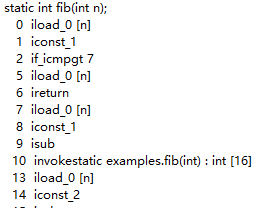 static int fib(int n);
0 iload_0 [n]
1 iconst_1
2 if_icmpgt 7
5 iload_0 [n]
6 ireturn
7 iload_0 [n]
8 iconst_1
9 isub
10 invokestatic examples.fib(int) : int [16]
13 iload_0 [n]
14 iconst_2